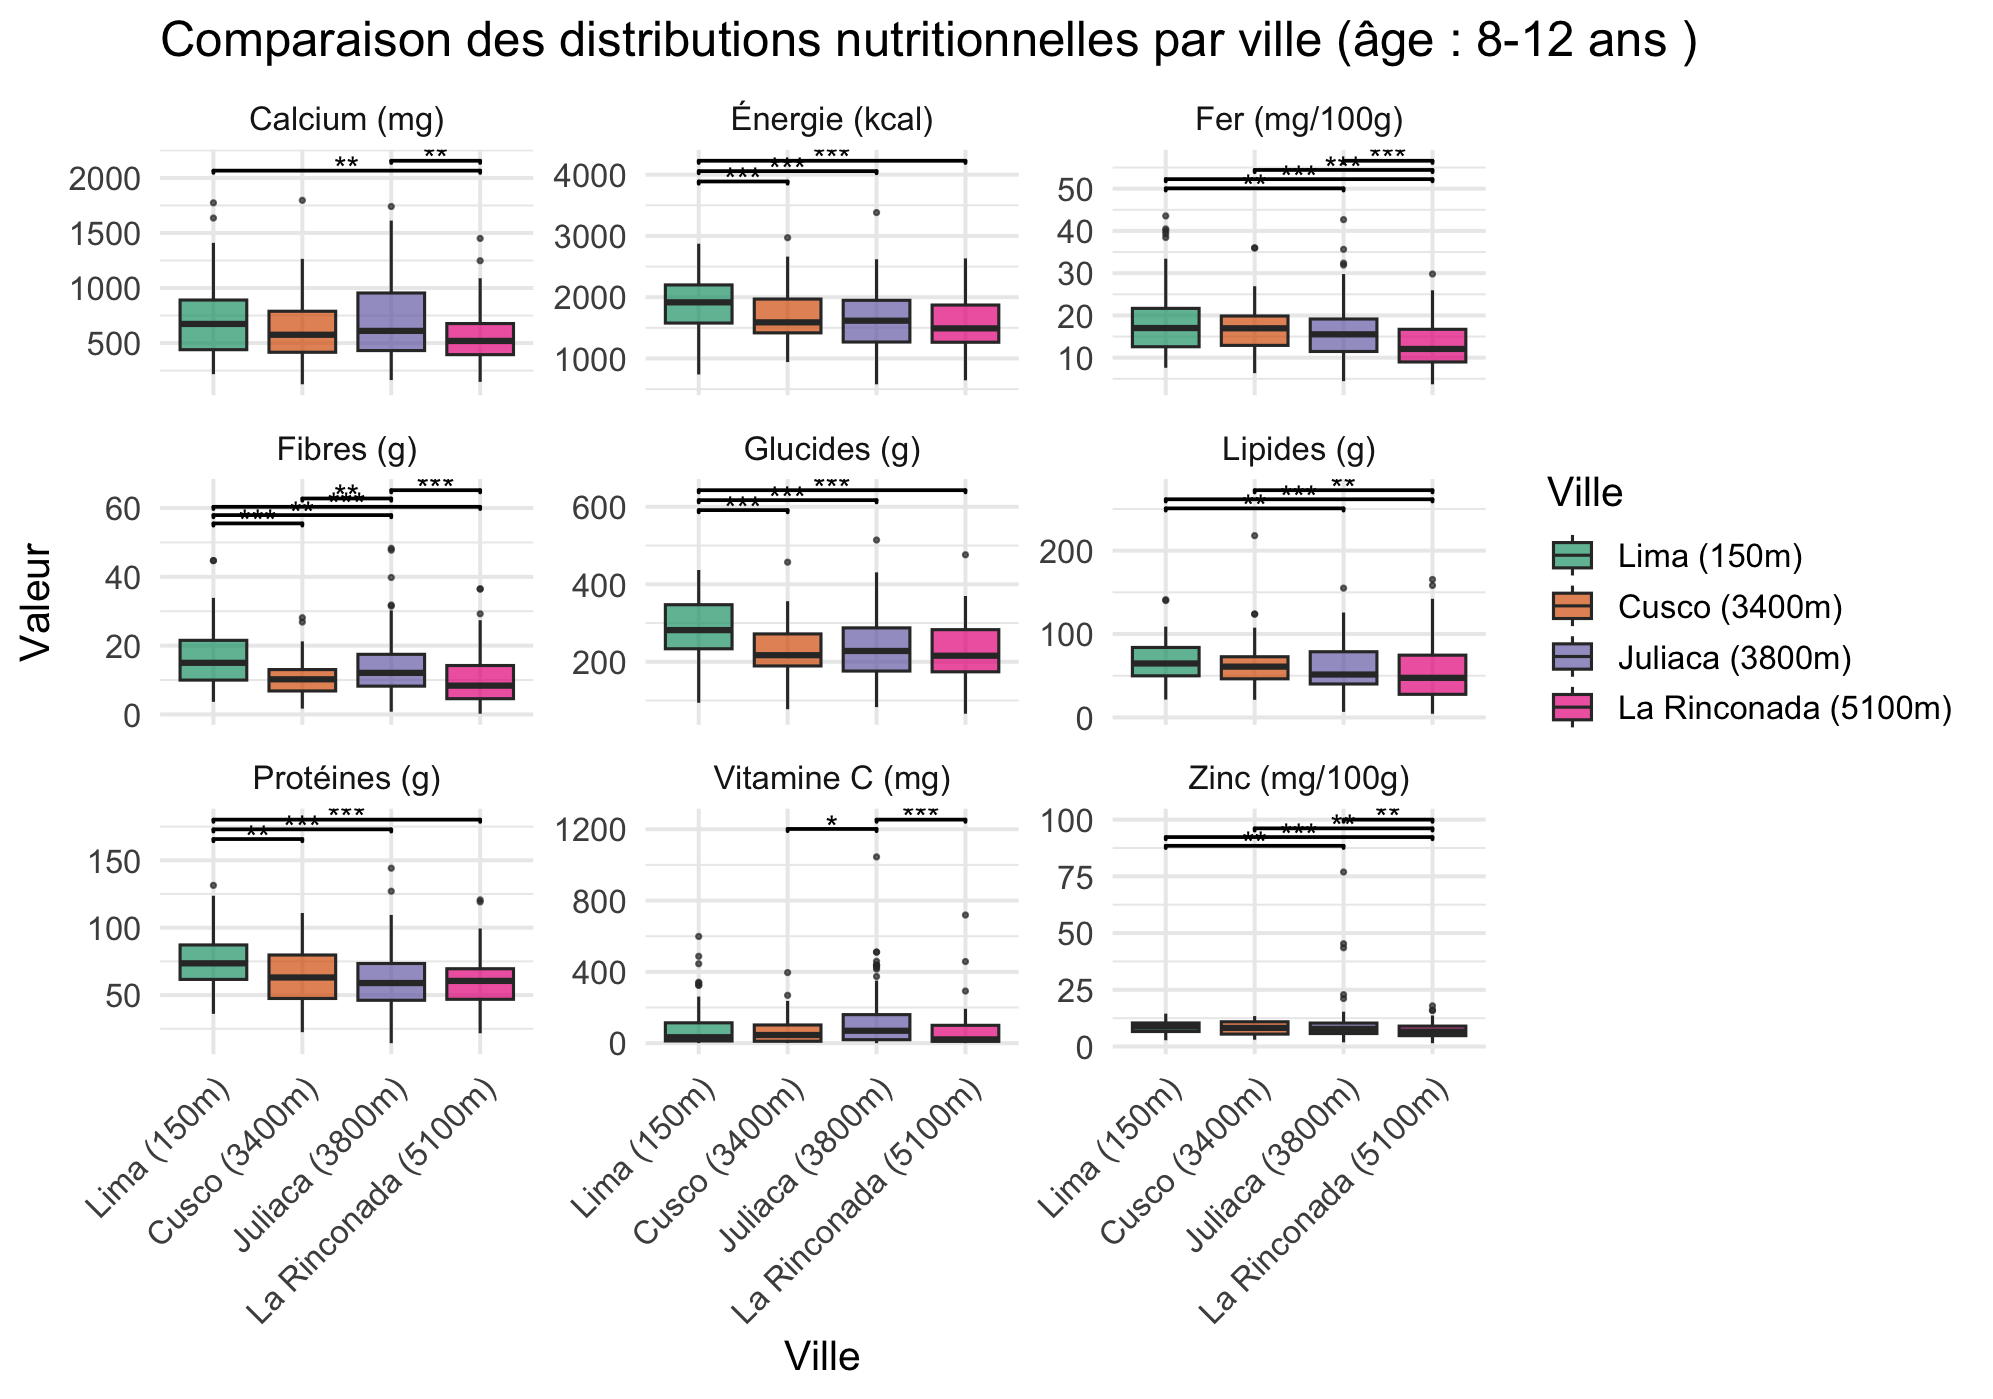 Comparaison des distributions nutritionnelles par ville (âge : 8-12 ans )
Calcium (mg)
Énergie (kcal)
Fer (mg/100g)
2000
1500
1000
500
** **
4000
3000
2000
1000
*** *** ***
50
40
30
20
10
** *** *** ***
Fibres (g)
Glucides (g)
Lipides (g)
60
40
20
0
*** ** *** ** ***
600
400
200
*** *** ***
200
100
0
** *** **
Protéines (g)
Vitamine C (mg)
Zinc (mg/100g)
150
100
50
** *** ***
1200
800
400
0
* ***
100
75
50
25
0
** *** ** **
Lima (150m)
Cusco (3400m)
Juliaca (3800m)
La Rinconada (5100m)
Lima (150m)
Cusco (3400m)
Juliaca (3800m)
La Rinconada (5100m)
Lima (150m)
Cusco (3400m)
Juliaca (3800m)
La Rinconada (5100m)
Valeur
Ville
Ville
Lima (150m)
Cusco (3400m)
Juliaca (3800m)
La Rinconada (5100m)